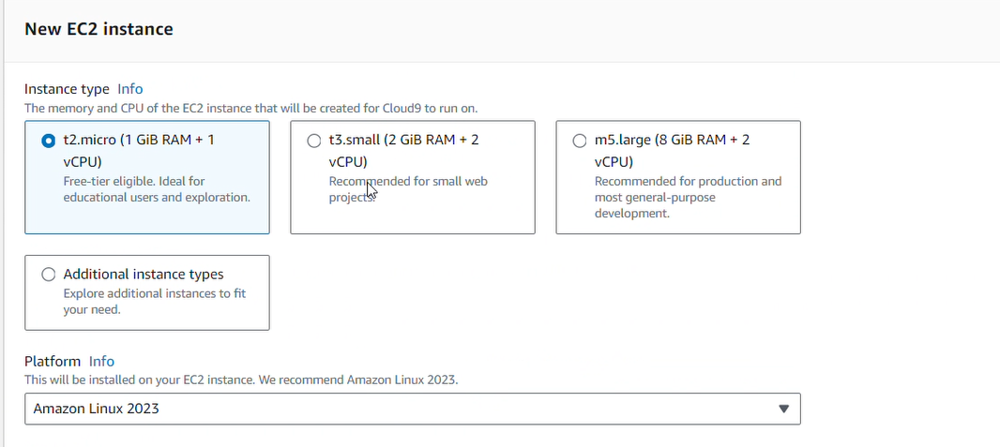 New EC2 instance
Instance type Info
The memory and CPU of the EC2 instance that will be created for Cloud9 to run on.
t2.micro (1 GiB RAM + 1
vCPU)
Free-tier eligible. Ideal for
educational users and exploration.
t3.small (2 GiB RAM + 2
vCPU)
Recommended for small web
projects.
m5.large (8 GiB RAM + 2
vCPU)
Recommended for production and
most general-purpose
development.
Additional instance types
Explore additional instances to fit
your need.
Platform Info
This will be installed on your EC2 instance. We recommend Amazon Linux 2023.
Amazon Linux 2023